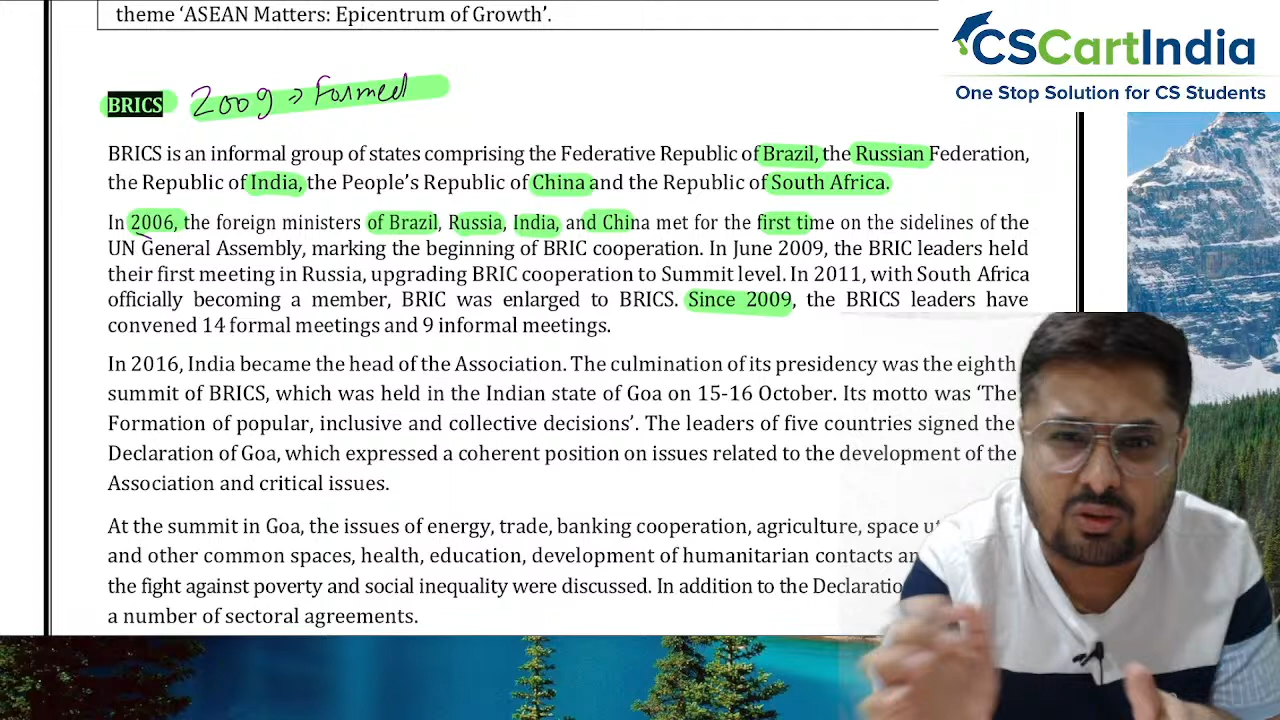 theme ‘ASEAN Matters: Epicentrum of Growth’.
CSCartIndia
One Stop Solution for CS Students
BRICS 2009 → Formed
BRICS is an informal group of states comprising the Federative Republic of Brazil, the Russian Federation,
the Republic of India, the People’s Republic of China and the Republic of South Africa.
In 2006, the foreign ministers of Brazil, Russia, India, and China met for the first time on the sidelines of the
UN General Assembly, marking the beginning of BRIC cooperation. In June 2009, the BRIC leaders held
their first meeting in Russia, upgrading BRIC cooperation to Summit level. In 2011, with South Africa
officially becoming a member, BRIC was enlarged to BRICS. Since 2009, the BRICS leaders have
convened 14 formal meetings and 9 informal meetings.
In 2016, India became the head of the Association. The culmination of its presidency was the eighth
summit of BRICS, which was held in the Indian state of Goa on 15-16 October. Its motto was ‘The
Formation of popular, inclusive and collective decisions’. The leaders of five countries signed the
Declaration of Goa, which expressed a coherent position on issues related to the development of the
Association and critical issues.
At the summit in Goa, the issues of energy, trade, banking cooperation, agriculture, space
and other common spaces, health, education, development of humanitarian contacts
the fight against poverty and social inequality were discussed. In addition to the
a number of sectoral agreements.